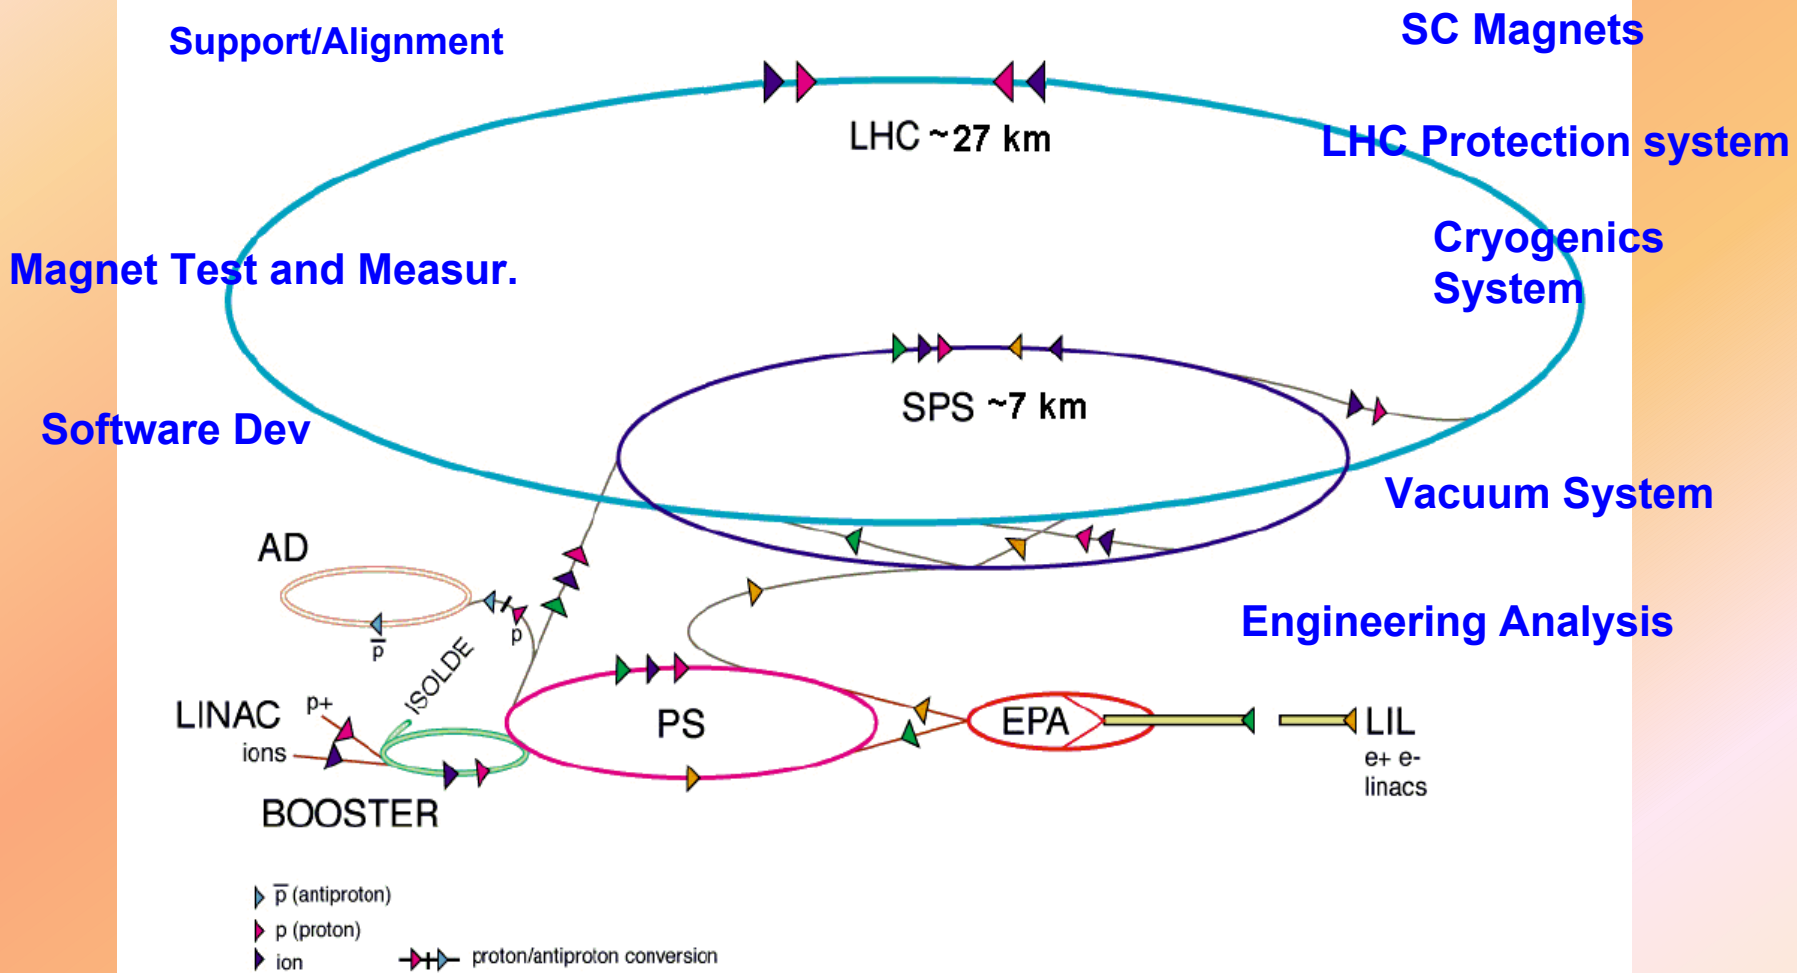 Support/Alignment
SC Magnets
LHC ~27 km
LHC Protection system
Cryogenics
System
Magnet Test and Measur.
SPS ~7 km
Software Dev
Vacuum System
AD
p̅
p
ISOLDE
Engineering Analysis
LINAC
p+
ions
PS
EPA
LIL
e+ e-
linacs
BOOSTER
p̅ (antiproton)
p (proton)
ion
proton/antiproton conversion